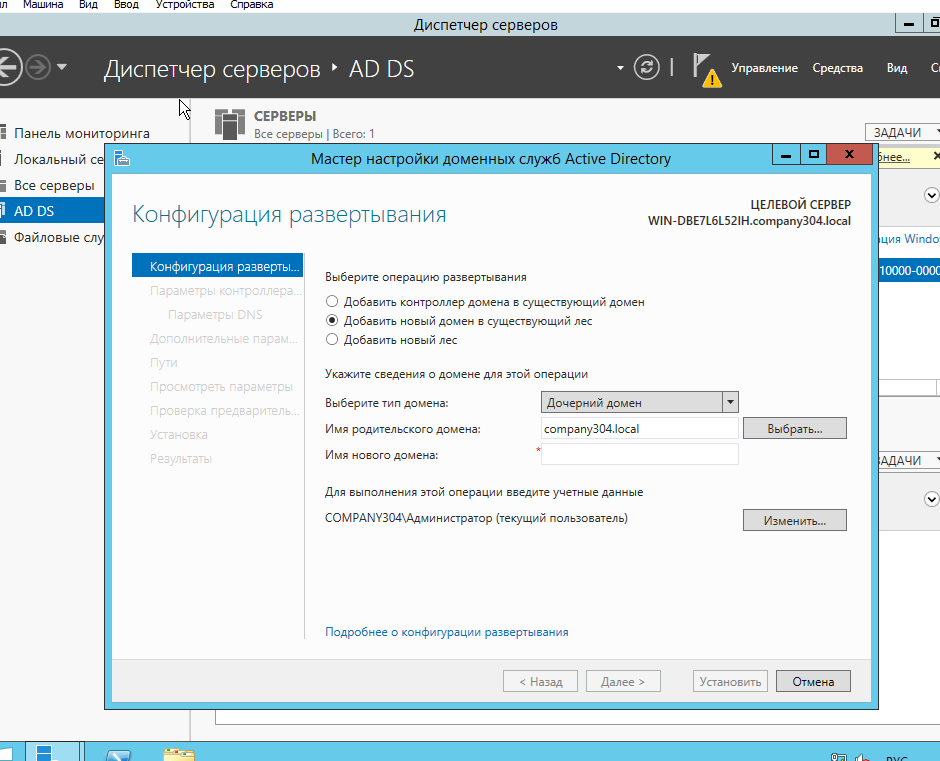 Машина Вид Ввод Устройства Справка
Диспетчер серверов
Диспетчер серверов AD DS
Управление Средства Вид
СЕРВЕРЫ
Все серверы | Всего: 1
ЗАДАЧИ
Панель мониторинга
Локальный се
Все серверы
AD DS
Файловые слу
Мастер настройки доменных служб Active Directory
Конфигурация развертывания
ЦЕЛЕВОЙ СЕРВЕР
WIN-DBE7L6L52IH.company304.local
Конфигурация разверты...
Параметры контроллера...
Параметры DNS
Дополнительные парам...
Пути
Просмотреть параметры
Проверка предваритель...
Установка
Результаты
Выберите операцию развертывания
Добавить контроллер домена в существующий домен
Добавить новый домен в существующий лес
Добавить новый лес
Укажите сведения о домене для этой операции
Выберите тип домена: Дочерний домен
Имя родительского домена: company304.local Выбрать...
Имя нового домена: *
Для выполнения этой операции введите учетные данные
COMPANY304\Администратор (текущий пользователь) Изменить...
Подробнее о конфигурации развертывания
< Назад Далее > Установить Отмена
нее...
ция Windo
10000-0000
ЗАДАЧИ
РУС